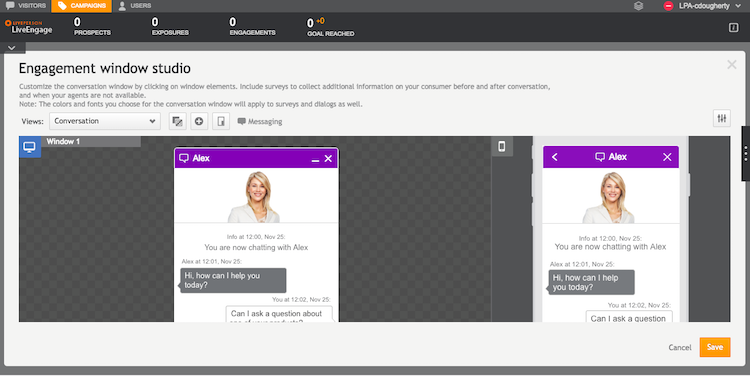 VISITORS
CAMPAIGNS
USERS
LPA-cdougherty
LIVEPERSON
LiveEngage
0
PROSPECTS
0
EXPOSURES
0
ENGAGEMENTS
0 +0
GOAL REACHED
Engagement window studio
Customize the conversation window by clicking on window elements. Include surveys to collect additional information on your consumer before and after conversation,
and when your agents are not available.
Note: The colors and fonts you choose for the conversation window will apply to surveys and dialogs as well.
Views: Conversation
Messaging
Window 1
Alex
Info at 12:00, Nov 25:
You are now chatting with Alex
Alex at 12:01, Nov 25:
Hi, how can I help you
today?
You at 12:02, Nov 25:
Can I ask a question about
one of your products?
Alex
Info at 12:00, Nov 25:
You are now chatting with Alex
Alex at 12:01, Nov 25:
Hi, how can I help
you today?
You at 12:02, Nov 25:
Can I ask a question
Cancel
Save